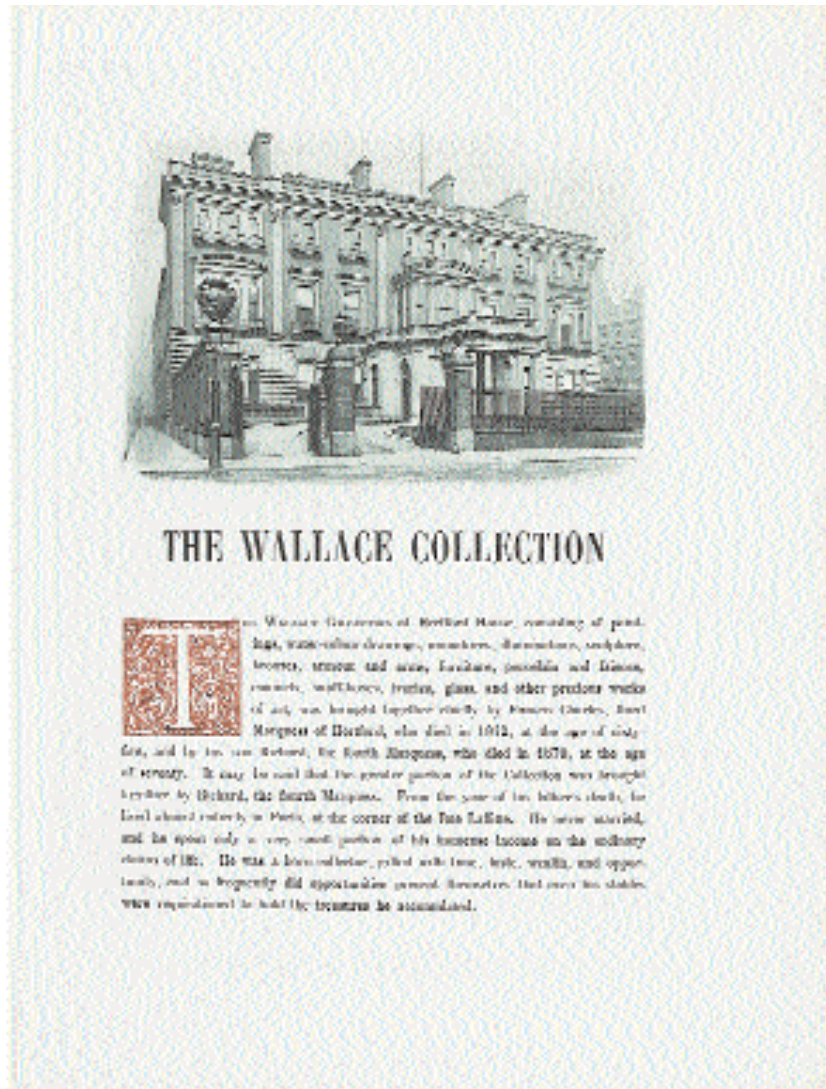 THE WALLACE COLLECTION
THE WALLACE COLLECTION at Hertford House, consisting of paint-
ings, water-colour drawings, miniatures, illuminations, sculpture,
bronzes, armour and arms, furniture, porcelain and
enamels, snuff-boxes, ivories, glass, and other precious works
of art, was brought together chiefly by Francis Charles, third
Marquess of Hertford, who died in 1842, at the age of sixty-
five, and by his son Richard, the fourth Marquess, who died in 1870, at the age
of seventy. It may be said that the greater portion of the Collection was brought
together by Richard, the fourth Marquess. From the year of his father's death, he
lived almost entirely in Paris, at the corner of the Rue Laffitte. He never married,
and he spent only a very small portion of his immense income on the ordinary
of life. He was a born collector, gifted with time, taste, wealth, and oppor-
tunity, and so frequently did opportunities present themselves that even his stables
were requisitioned to hold the treasures he accumulated.